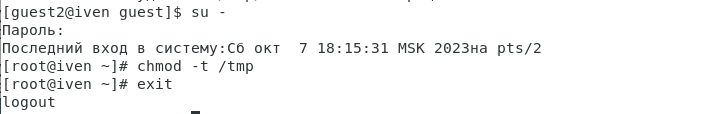 [guest2@iven guest]$ su -
Пароль:
Последний вход в систему:Сб окт  7 18:15:31 MSK 2023на pts/2
[root@iven ~]# chmod -t /tmp
[root@iven ~]# exit
logout